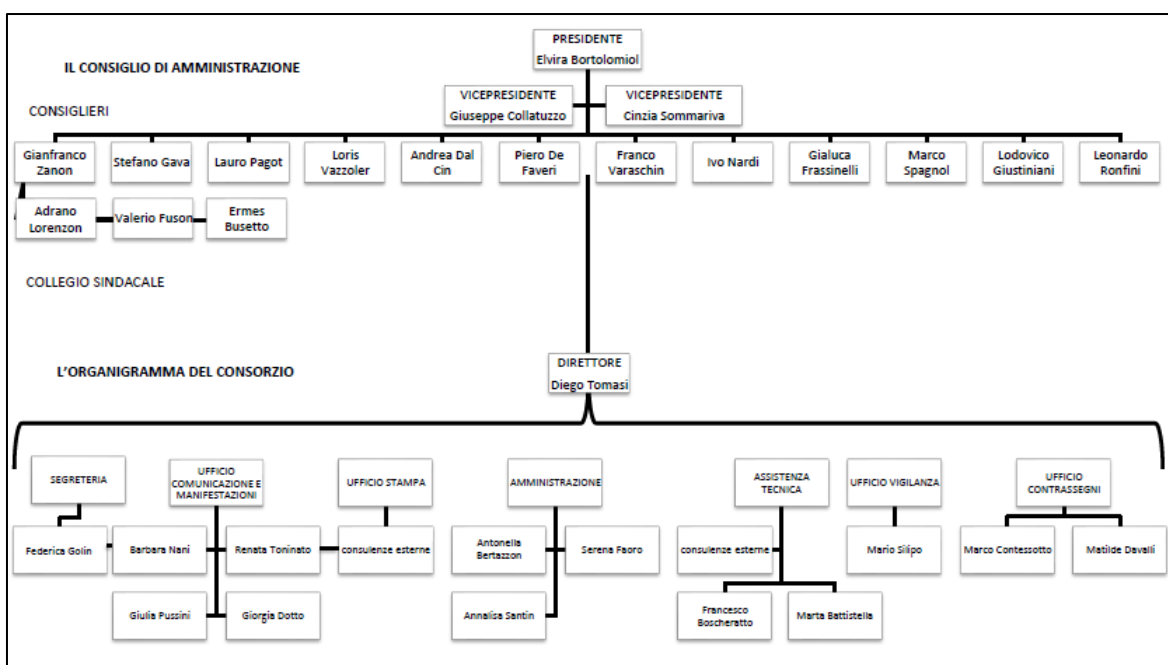 PRESIDENTE
Elvira Bortolomiol
IL CONSIGLIO DI AMMINISTRAZIONE
VICEPRESIDENTE
Giuseppe Collatuzzo
VICEPRESIDENTE
Cinzia Sommariva
CONSIGLIERI
Gianfranco
Zanon
Stefano Gava
Lauro Pagot
Loris
Vazzoler
Andrea Dal
Cin
Piero De
Faveri
Franco
Varaschin
Ivo Nardi
Gialuca
Frassinelli
Marco
Spagnol
Lodovico
Giustiniani
Leonardo
Ronfini
Adrano
Lorenzon
Valerio Fuson
Ermes
Busetto
COLLEGIO SINDACALE
L'ORGANIGRAMMA DEL CONSORZIO
DIRETTORE
Diego Tomasi
SEGRETERIA
UFFICIO
COMUNICAZIONE E
MANIFESTAZIONI
UFFICIO STAMPA
AMMINISTRAZIONE
ASSISTENZA
TECNICA
UFFICIO VIGILANZA
UFFICIO
CONTRASSEGNI
Federica Golin
Barbara Nani
Renata Toninato
consulenze esterne
Antonella
Bertazzon
Serena Faoro
consulenze esterne
Mario Silipo
Marco Contessotto
Matilde Davalli
Giulia Pussini
Giorgia Dotto
Annalisa Santin
Francesco
Boscheratto
Marta Battistella